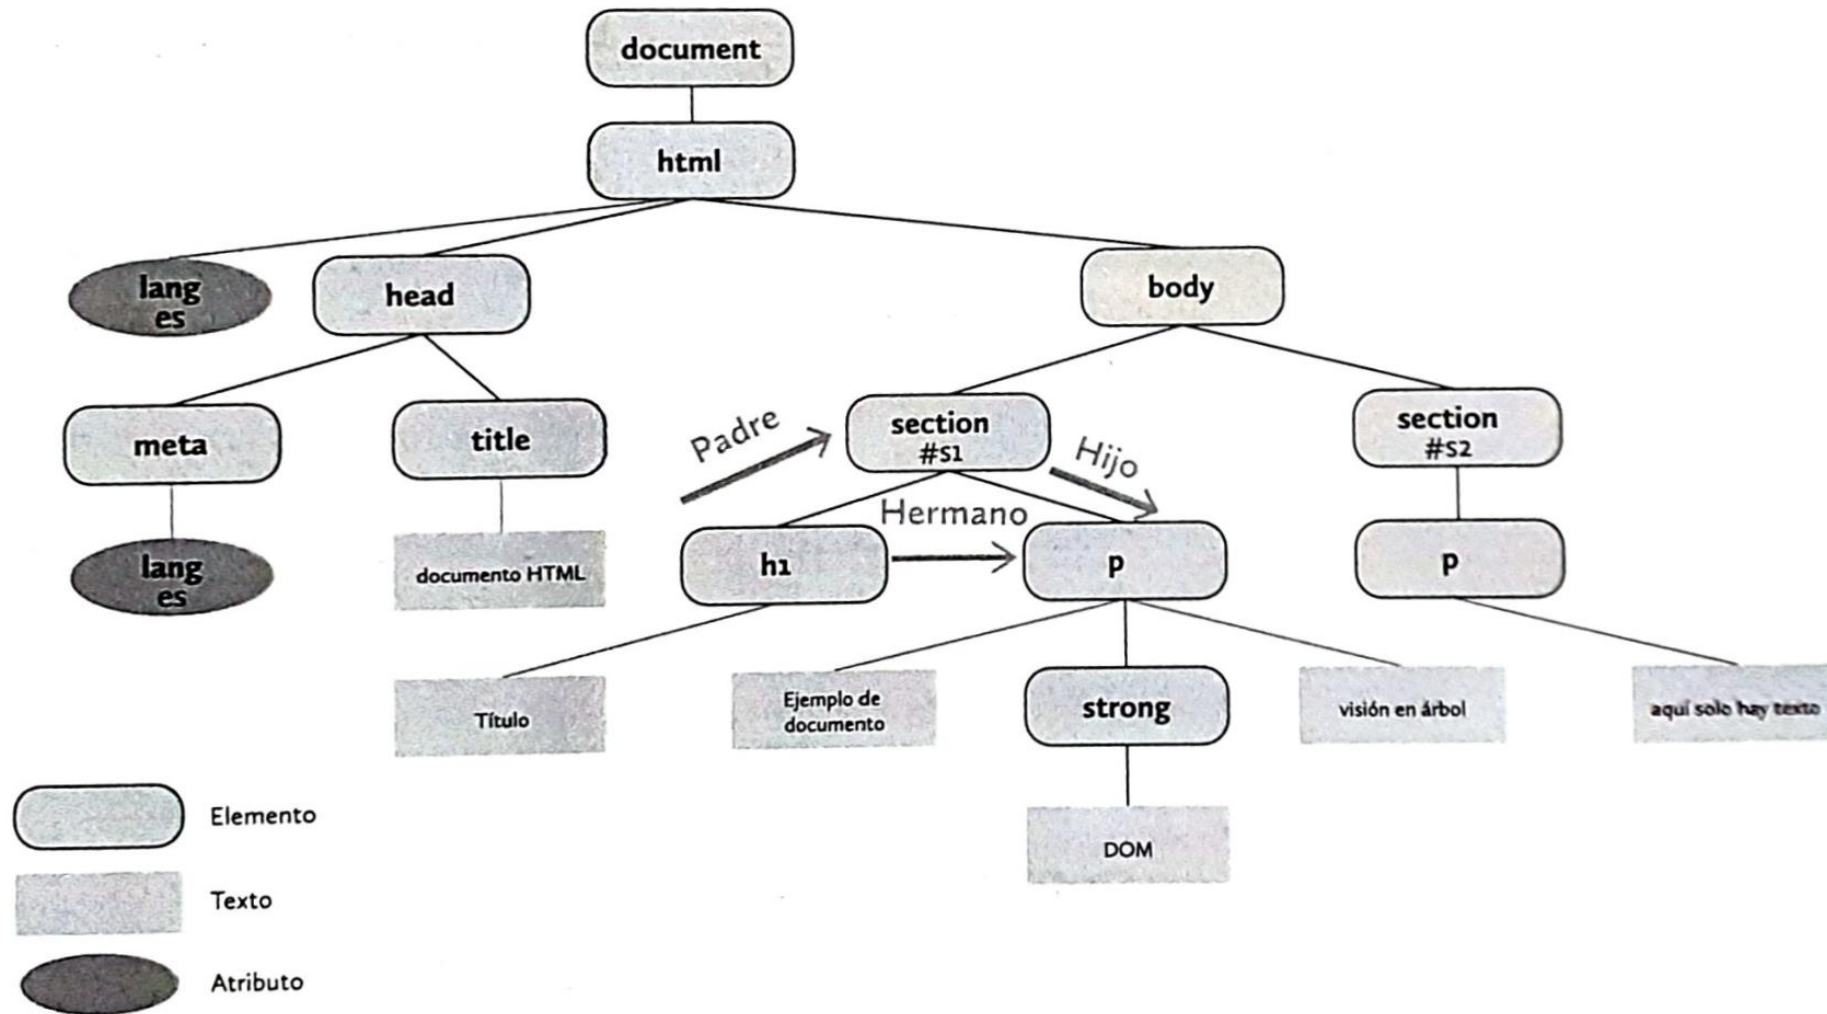 document
html
lang
es
head
body
meta
title
Padre
section
#s1
Hijo
section
#s2
lang
es
documento HTML
Hermano
h1
p
p
Título
Ejemplo de
documento
strong
visión en árbol
aquí solo hay texto
DOM
Elemento
Texto
Atributo